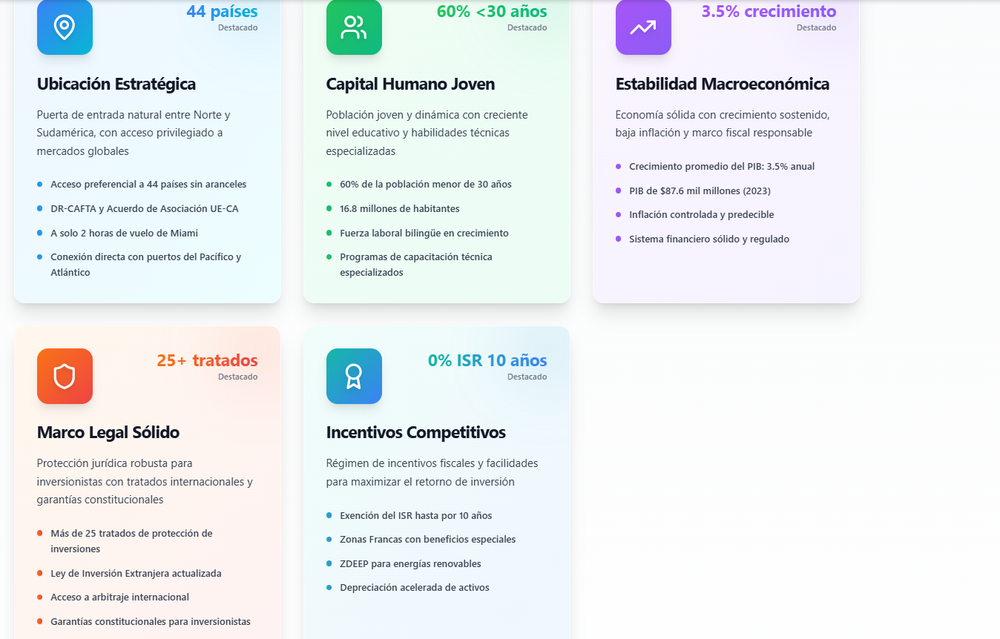 44 países
Destacado
Ubicación Estratégica
Puerta de entrada natural entre Norte y
Sudamérica, con acceso privilegiado a
mercados globales
Acceso preferencial a 44 países sin aranceles
DR-CAFTA y Acuerdo de Asociación UE-CA
A solo 2 horas de vuelo de Miami
Conexión directa con puertos del Pacífico y
Atlántico
60% <30 años
Destacado
Capital Humano Joven
Población joven y dinámica con creciente
nivel educativo y habilidades técnicas
especializadas
60% de la población menor de 30 años
16.8 millones de habitantes
Fuerza laboral bilingüe en crecimiento
Programas de capacitación técnica
especializados
3.5% crecimiento
Destacado
Estabilidad Macroeconómica
Economía sólida con crecimiento sostenido,
baja inflación y marco fiscal responsable
Crecimiento promedio del PIB: 3.5% anual
PIB de $87.6 mil millones (2023)
Inflación controlada y predecible
Sistema financiero sólido y regulado
25+ tratados
Destacado
Marco Legal Sólido
Protección jurídica robusta para
inversionistas con tratados internacionales y
garantías constitucionales
Más de 25 tratados de protección de
inversiones
Ley de Inversión Extranjera actualizada
Acceso a arbitraje internacional
Garantías constitucionales para inversionistas
0% ISR 10 años
Destacado
Incentivos Competitivos
Régimen de incentivos fiscales y facilidades
para maximizar el retorno de inversión
Exención del ISR hasta por 10 años
Zonas Francas con beneficios especiales
ZDEEP para energías renovables
Depreciación acelerada de activos